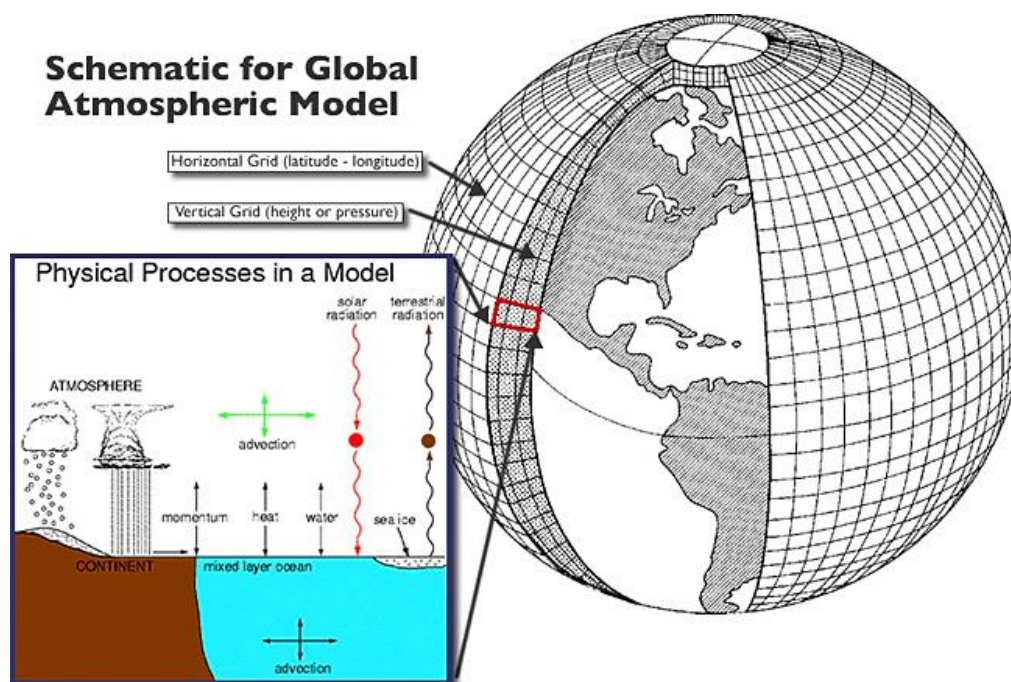 Schematic for Global
Atmospheric Model
Horizontal Grid (latitude - longitude)
Vertical Grid (height or pressure)
Physical Processes in a Model
solar
radiation
terrestrial
radiation
ATMOSPHERE
advection
momentum
heat
water
sea ice
CONTINENT
mixed layer ocean
advection